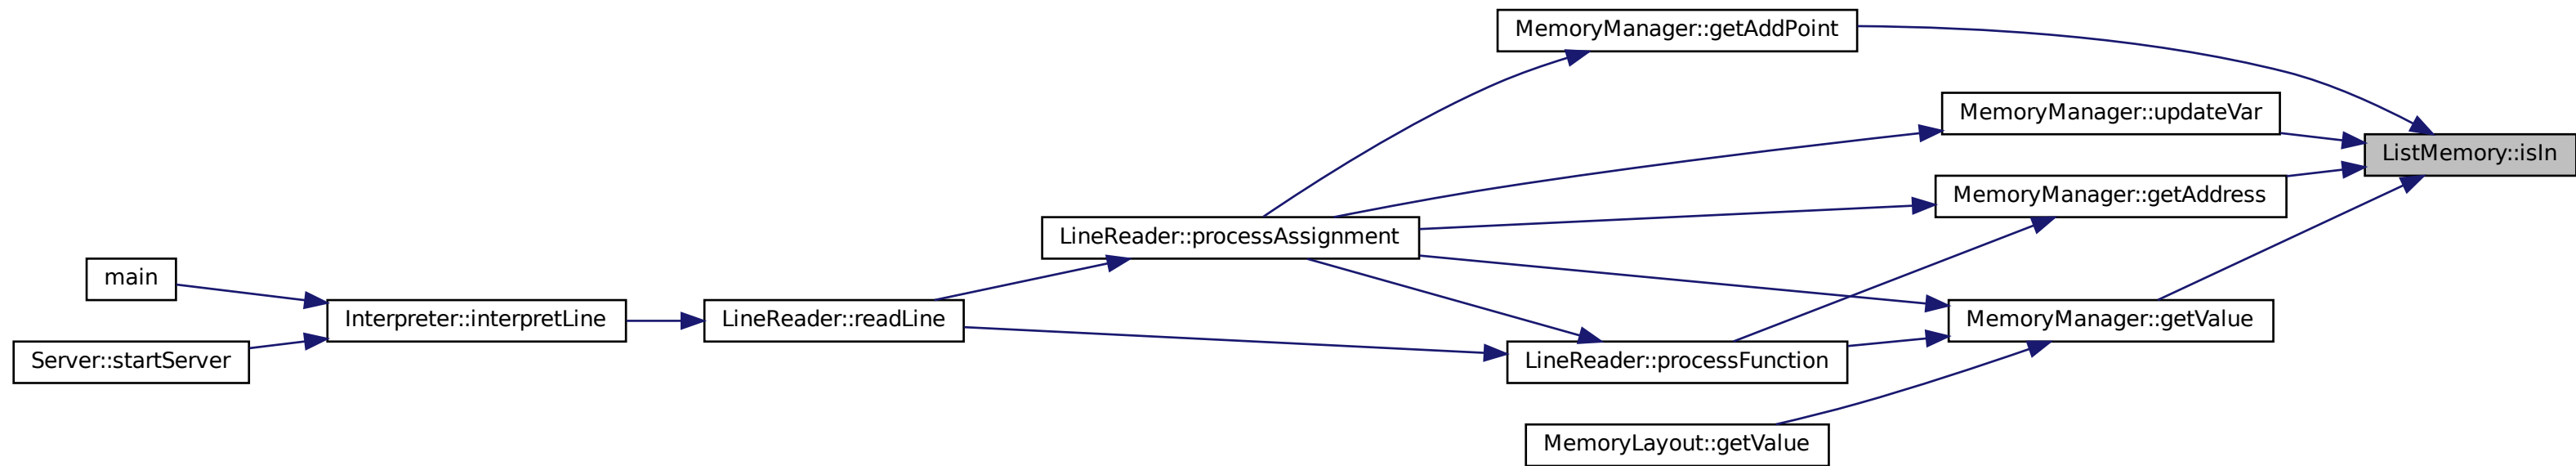 MemoryManager::getAddPoint
MemoryManager::updateVar
ListMemory::isIn
MemoryManager::getAddress
LineReader::processAssignment
main
Interpreter::interpretLine
LineReader::readLine
MemoryManager::getValue
Server::startServer
LineReader::processFunction
MemoryLayout::getValue